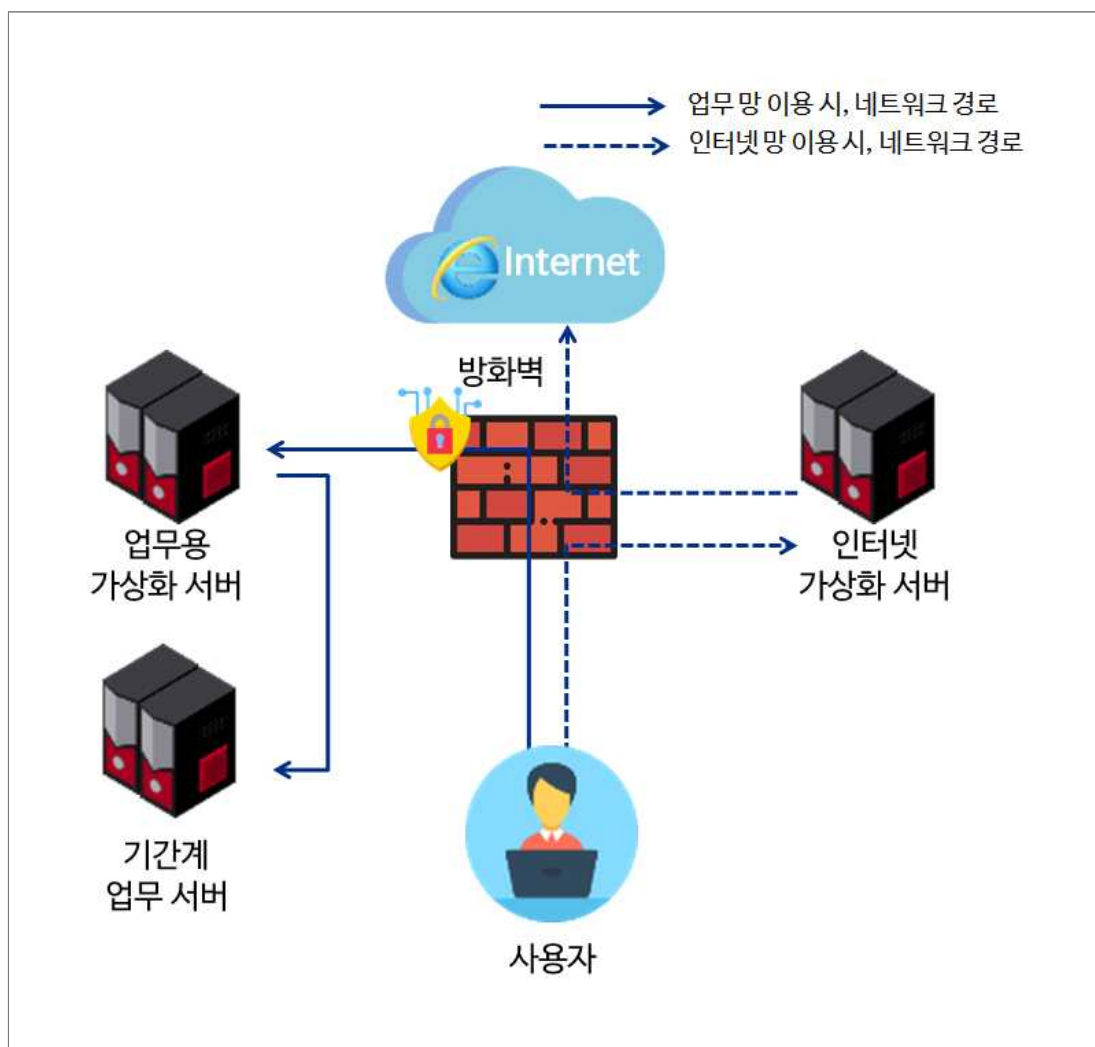 업무 망 이용 시, 네트워크 경로
인터넷 망 이용 시, 네트워크 경로
Internet
방화벽
업무용
가상화 서버
인터넷
가상화 서버
기간계
업무 서버
사용자